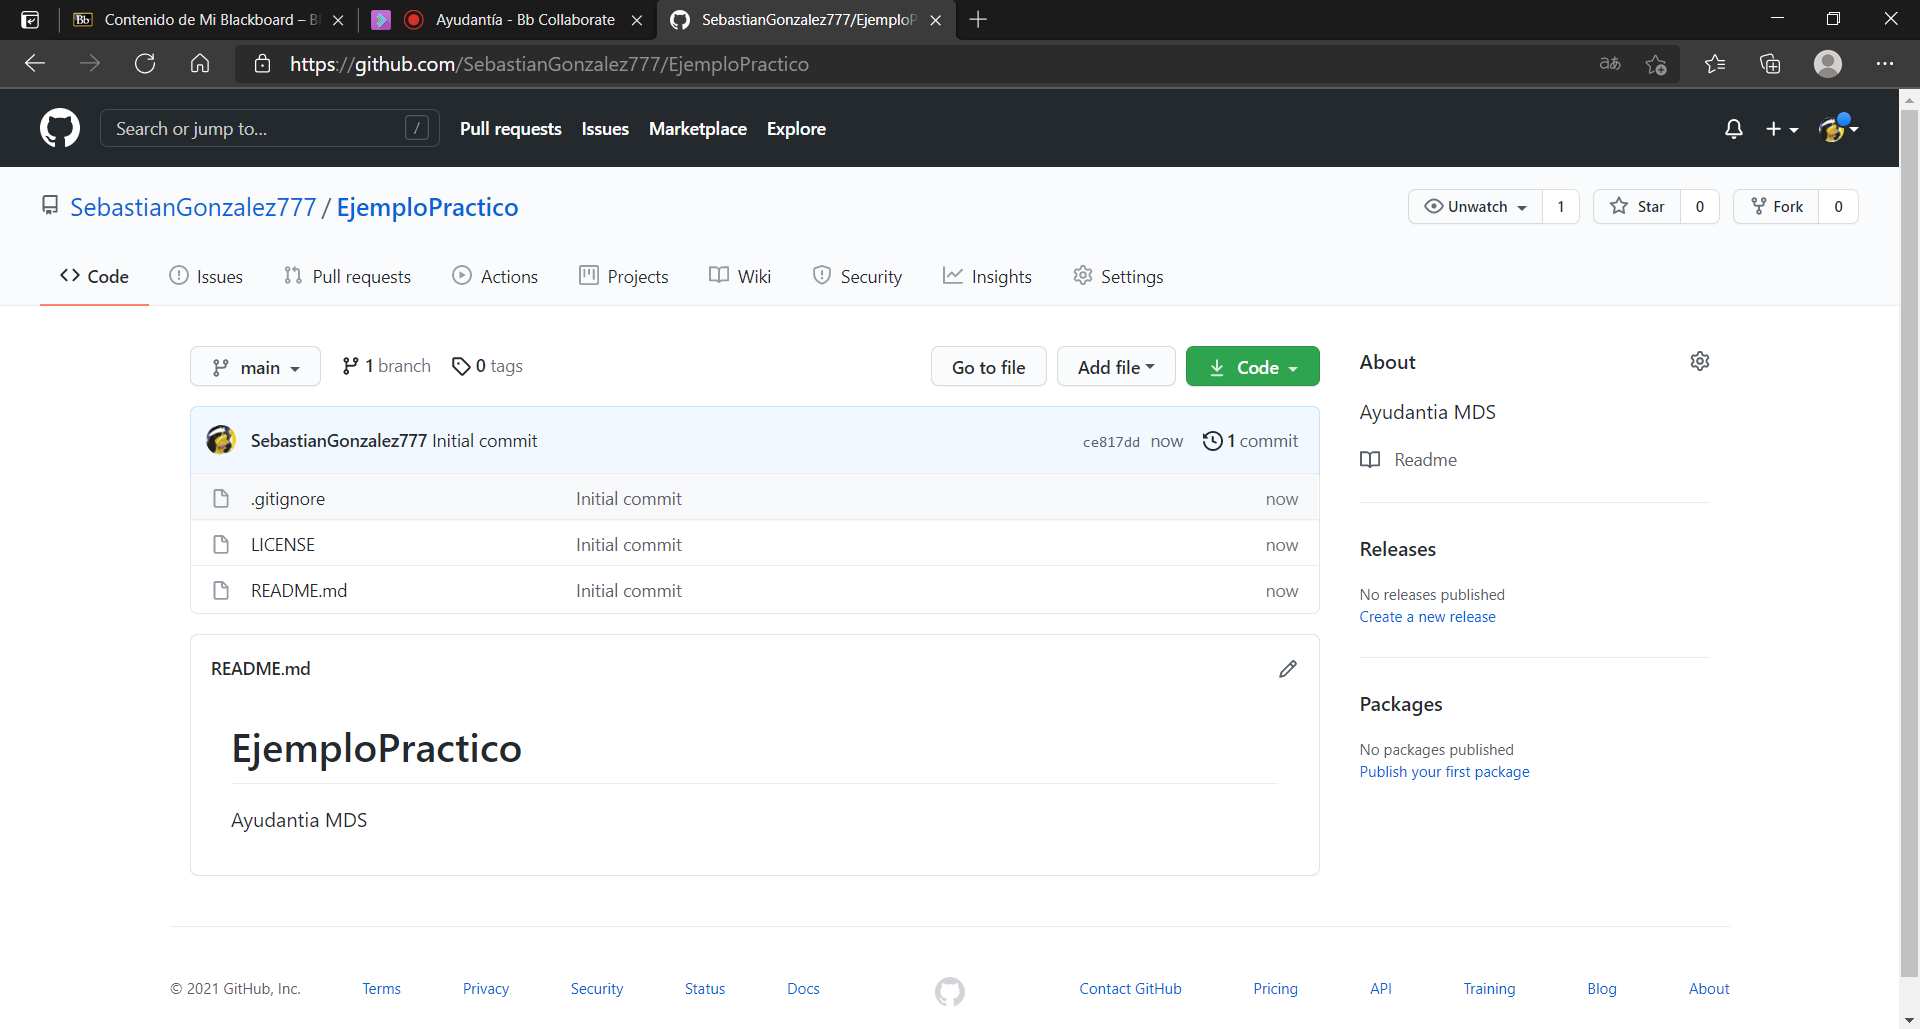 Bb Contenido de Mi Blackboard – B
Ayudantía - Bb Collaborate
SebastianGonzalez777/EjemploP
https://github.com/SebastianGonzalez777/EjemploPractico
Search or jump to... /
Pull requests Issues Marketplace Explore
SebastianGonzalez777 / EjemploPractico
Unwatch 1 Star 0 Fork 0
Code Issues Pull requests Actions Projects Wiki Security Insights Settings
main 1 branch 0 tags Go to file Add file Code
SebastianGonzalez777 Initial commit ce817dd now 1 commit
.gitignore Initial commit now
LICENSE Initial commit now
README.md Initial commit now
README.md
EjemploPractico
Ayudantia MDS
About
Ayudantia MDS
Readme
Releases
No releases published
Create a new release
Packages
No packages published
Publish your first package
© 2021 GitHub, Inc. Terms Privacy Security Status Docs Contact GitHub Pricing API Training Blog About